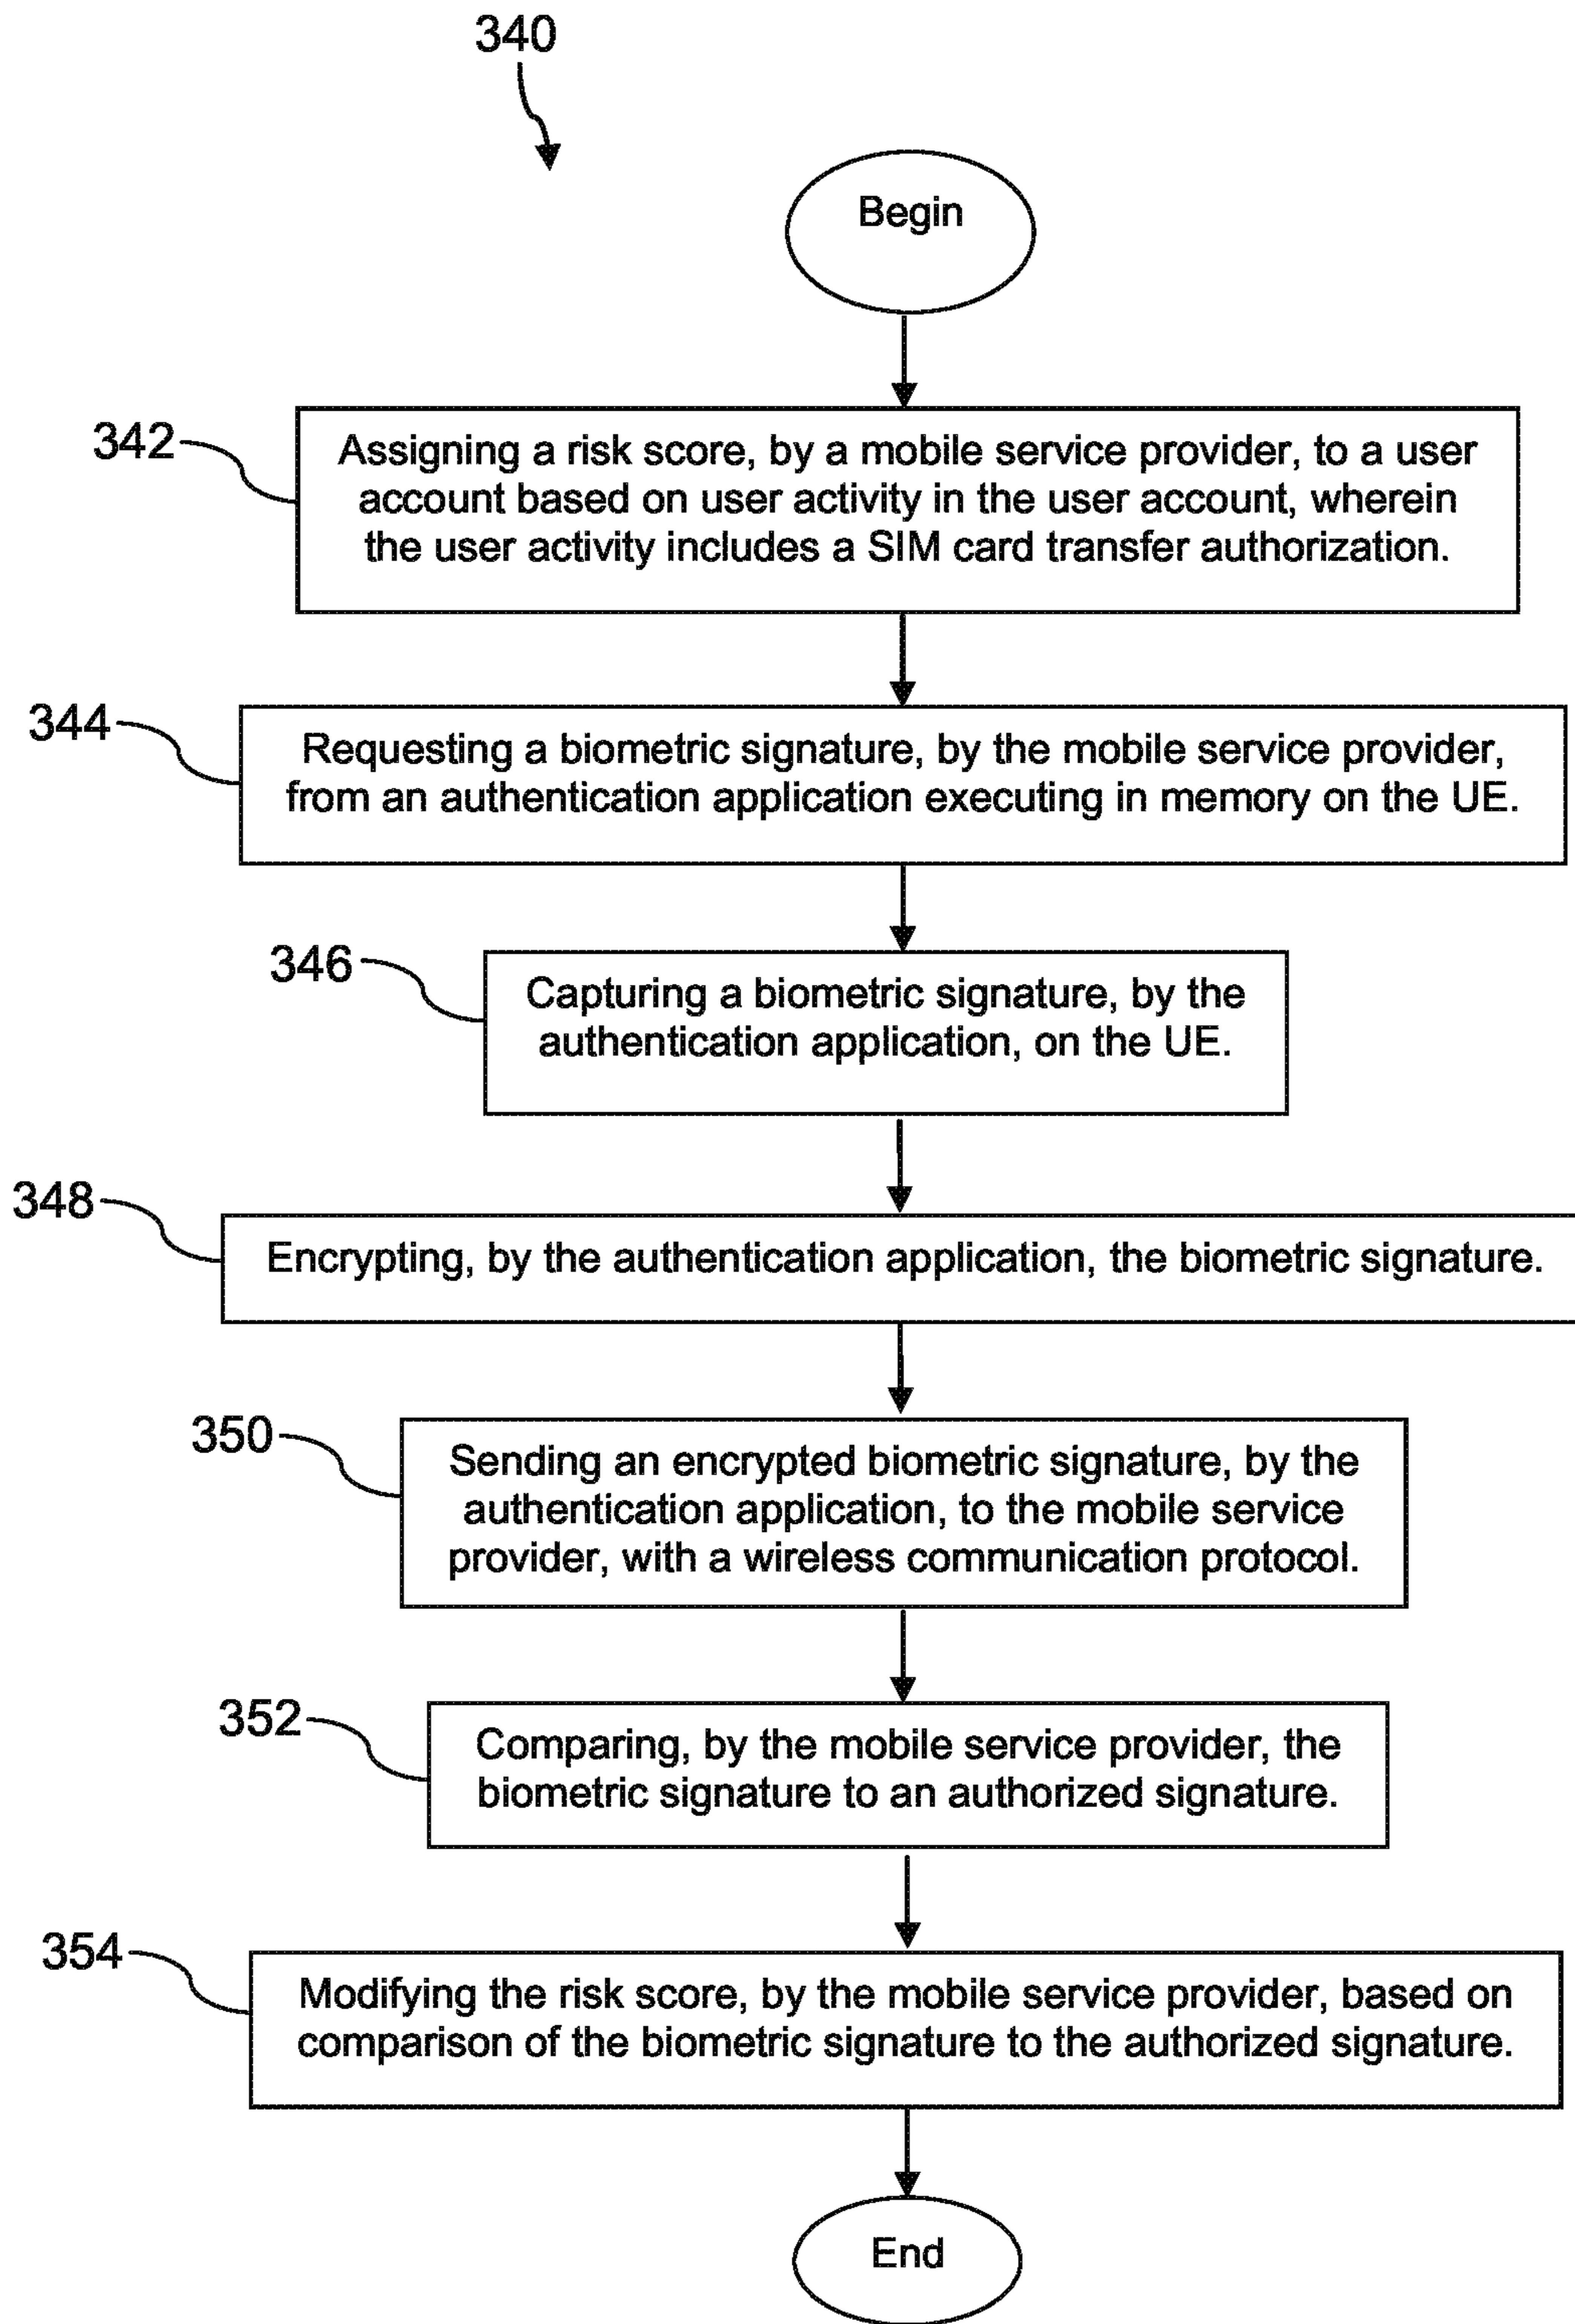 340
Begin
342
Assigning a risk score, by a mobile service provider, to a user
account based on user activity in the user account, wherein
the user activity includes a SIM card transfer authorization.
344
Requesting a biometric signature, by the mobile service provider,
from an authentication application executing in memory on the UE.
346
Capturing a biometric signature, by the
authentication application, on the UE.
348
Encrypting, by the authentication application, the biometric signature.
350
Sending an encrypted biometric signature, by the
authentication application, to the mobile service
provider, with a wireless communication protocol.
352
Comparing, by the mobile service provider, the
biometric signature to an authorized signature.
354
Modifying the risk score, by the mobile service provider, based on
comparison of the biometric signature to the authorized signature.
End